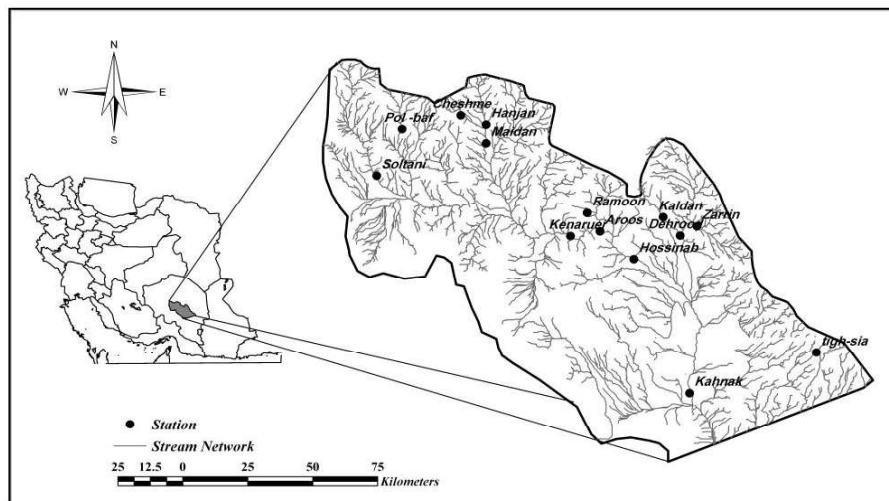 N
W E
S
Cheshme
Hanjan
Pol -baf
Maidan
Soltani
Ramoon
Kaldan
Zarrin
Kenarue
Aroos
Dehrood
Hossinab
tigh-sia
Kahnak
Station
Stream Network
25 12.5 0 25 50 75
Kilometers